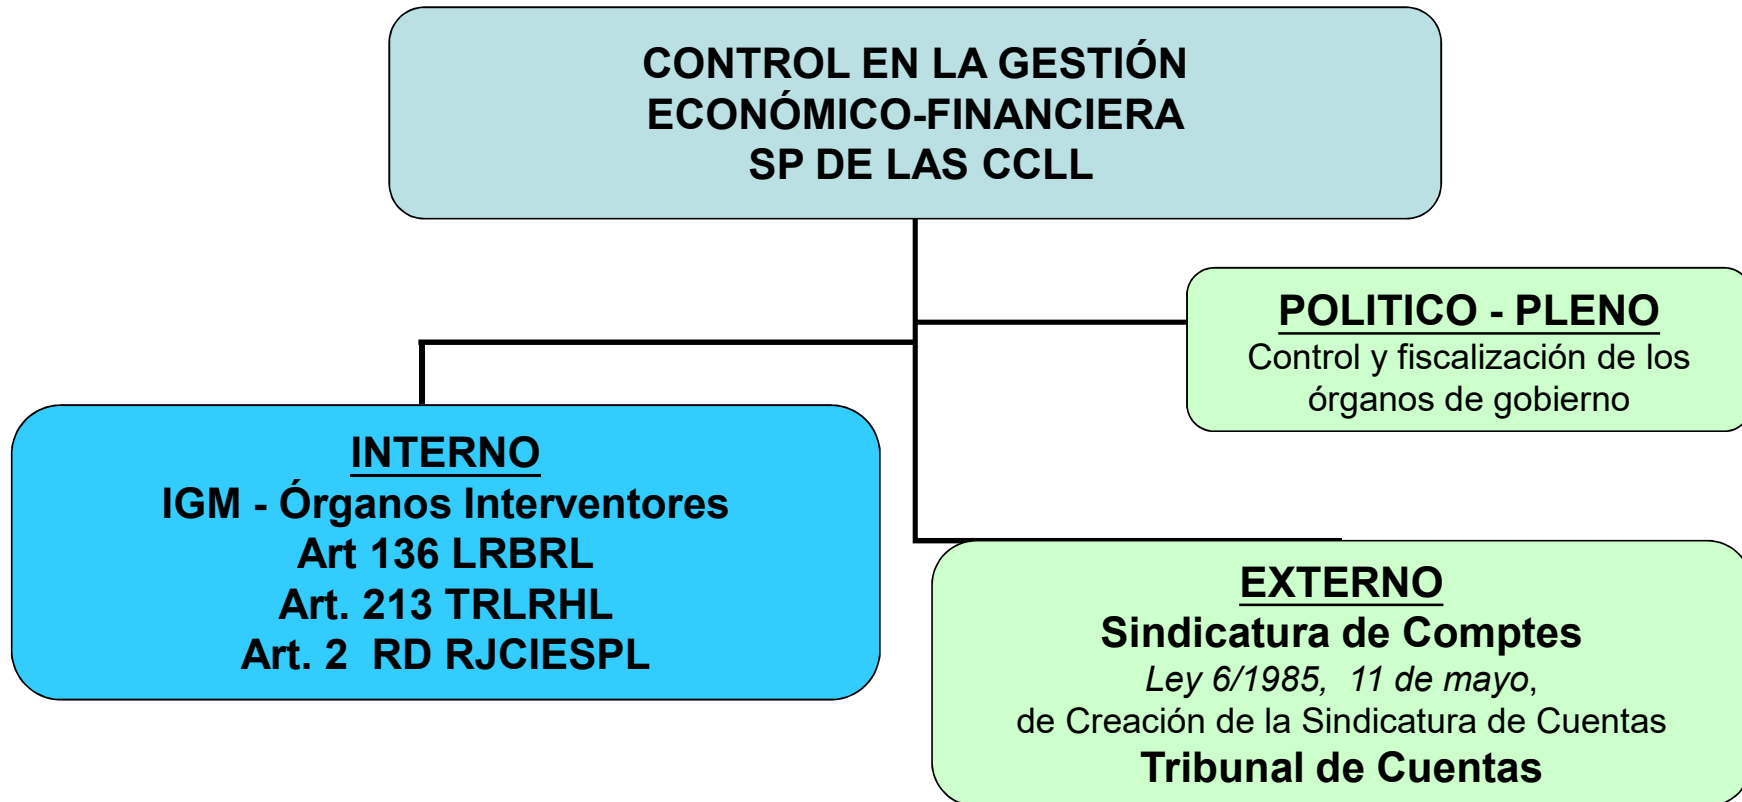 CONTROL EN LA GESTIÓN
ECONÓMICO-FINANCIERA
SP DE LAS CCLL
POLITICO - PLENO
Control y fiscalización de los
órganos de gobierno
INTERNO
IGM - Órganos Interventores
Art 136 LRBRL
Art. 213 TRLRHL
Art. 2 RD RJCIESPL
EXTERNO
Sindicatura de Comptes
Ley 6/1985, 11 de mayo,
de Creación de la Sindicatura de Cuentas
Tribunal de Cuentas